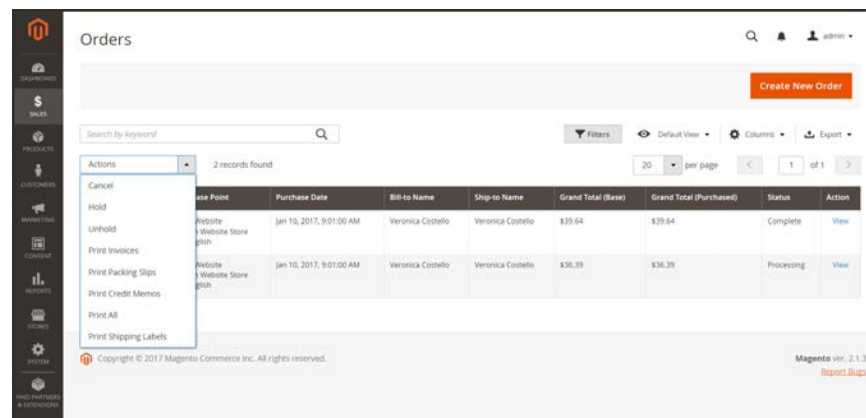 Orders
admin
DASHBOARD
Create New Order
SALES
Search by keyword
Filters
Default View
Columns
Export
PRODUCTS
Actions
2 records found
20
per page
1
of 1
CUSTOMERS
Cancel
ase Point
Purchase Date
Bill-to Name
Ship-to Name
Grand Total (Base)
Grand Total (Purchased)
Status
Action
Hold
Website
Website Store
glish
Jan 10, 2017, 9:01:00 AM
Veronica Costello
Veronica Costello
$39.64
$39.64
Complete
View
MARKETING
Unhold
CONTENT
Print Invoices
Print Packing Slips
Website
Website Store
glish
Jan 10, 2017, 9:01:00 AM
Veronica Costello
Veronica Costello
$36.39
$36.39
Processing
View
REPORTS
Print Credit Memos
Print All
STORES
Print Shipping Labels
SYSTEM
Copyright © 2017 Magento Commerce Inc. All rights reserved.
Magento ver. 2.1.3
Report Bugs
FIND PARTNERS
& EXTENSIONS